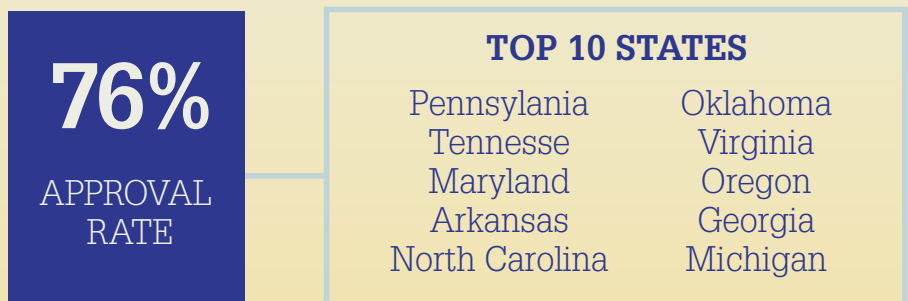 76%
APPROVAL
RATE
TOP 10 STATES
Pennsylania
Tennesse
Maryland
Arkansas
North Carolina
Oklahoma
Virginia
Oregon
Georgia
Michigan